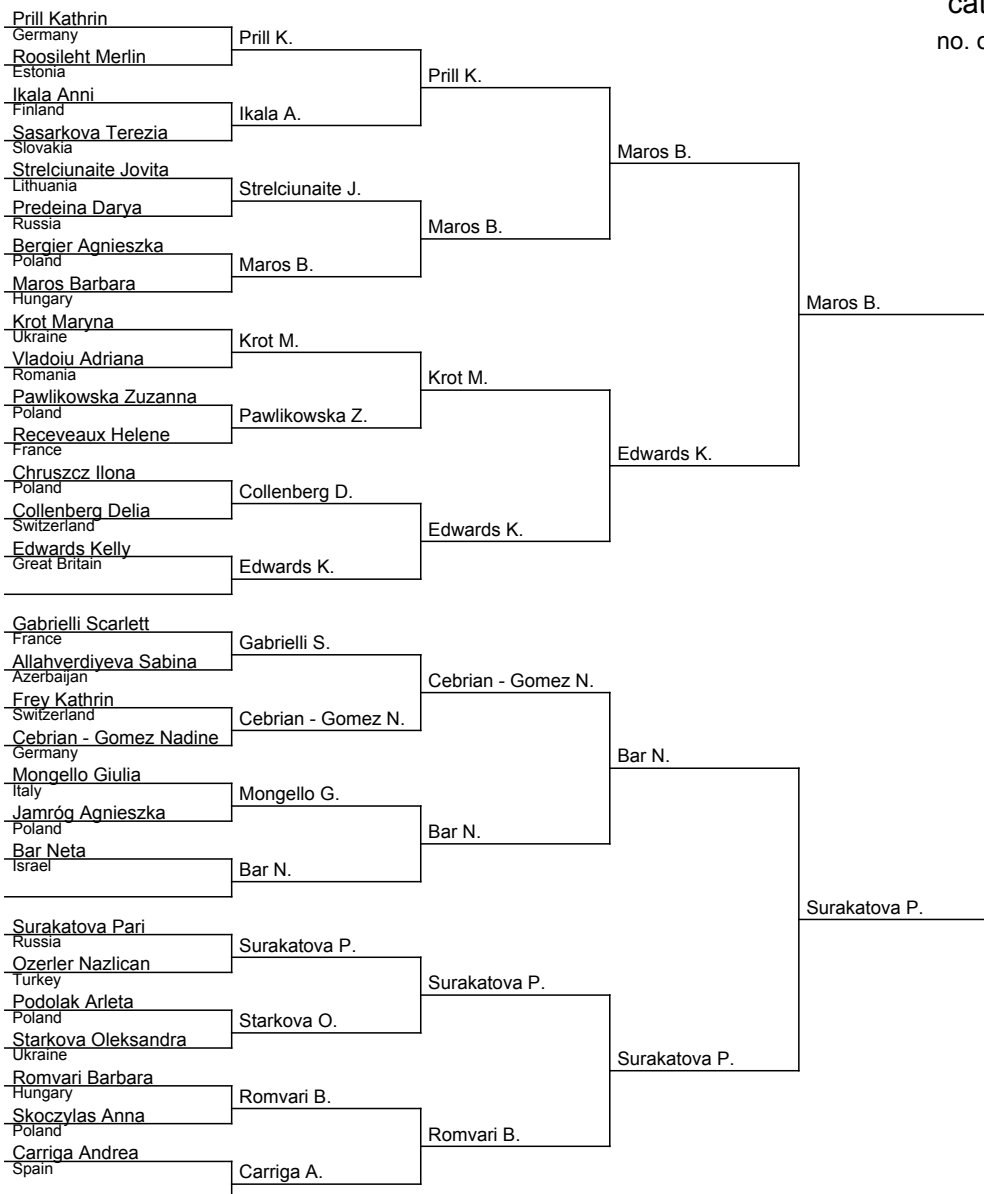 cat
no. o
Prill Kathrin
Germany
Roosileht Merlin
Estonia
Ikala Anni
Finland
Sasarkova Terezia
Slovakia
Strelciunaite Jovita
Lithuania
Predeina Darya
Russia
Bergier Agnieszka
Poland
Maros Barbara
Hungary
Krot Maryna
Ukraine
Vladoiu Adriana
Romania
Pawlikowska Zuzanna
Poland
Receveaux Helene
France
Chruszcz Ilona
Poland
Collenberg Delia
Switzerland
Edwards Kelly
Great Britain
Gabrielli Scarlett
France
Allahverdiyeva Sabina
Azerbaijan
Frey Kathrin
Switzerland
Cebrian - Gomez Nadine
Germany
Mongello Giulia
Italy
Jamróg Agnieszka
Poland
Bar Neta
Israel
Surakatova Pari
Russia
Ozerler Nazlican
Turkey
Podolak Arleta
Poland
Starkova Oleksandra
Ukraine
Romvari Barbara
Hungary
Skoczylas Anna
Poland
Carriga Andrea
Spain
Prill K.
Ikala A.
Strelciunaite J.
Maros B.
Krot M.
Pawlikowska Z.
Collenberg D.
Edwards K.
Gabrielli S.
Cebrian - Gomez N.
Mongello G.
Bar N.
Surakatova P.
Starkova O.
Romvari B.
Carriga A.
Prill K.
Maros B.
Krot M.
Edwards K.
Cebrian - Gomez N.
Bar N.
Surakatova P.
Romvari B.
Maros B.
Edwards K.
Bar N.
Surakatova P.
Maros B.
Surakatova P.